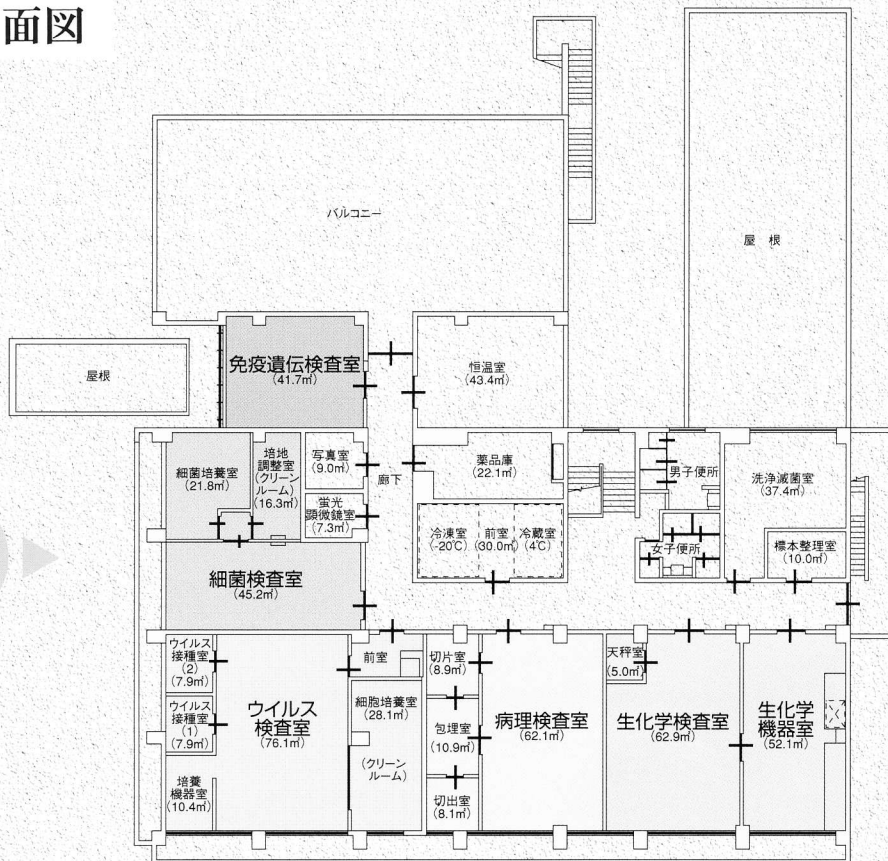 面図
バルコニー
屋 根
屋根
免疫遺伝検査室
(41.7㎡)
恒温室
(43.4㎡)
細菌培養室
(21.8㎡)
培地
調整室
(クリーン
ルーム)
(16.3㎡)
写真室
(9.0㎡)
蛍光
顕微鏡室
(7.3㎡)
廊下
薬品庫
(22.1㎡)
冷凍室
(-20℃)
前室
(30.0㎡)
冷蔵室
(4℃)
男子便所
女子便所
洗浄滅菌室
(37.4㎡)
標本整理室
(10.0㎡)
細菌検査室
(45.2㎡)
ウイルス
接種室
(2)
(7.9㎡)
ウイルス
接種室
(1)
(7.9㎡)
培養
機器室
(10.4㎡)
ウイルス
検査室
(76.1㎡)
前室
細胞培養室
(28.1㎡)
(クリーン
ルーム)
切片室
(8.9㎡)
包埋室
(10.9㎡)
切出室
(8.1㎡)
病理検査室
(62.1㎡)
天秤室
(5.0㎡)
生化学検査室
(62.9㎡)
生化学
機器室
(52.1㎡)